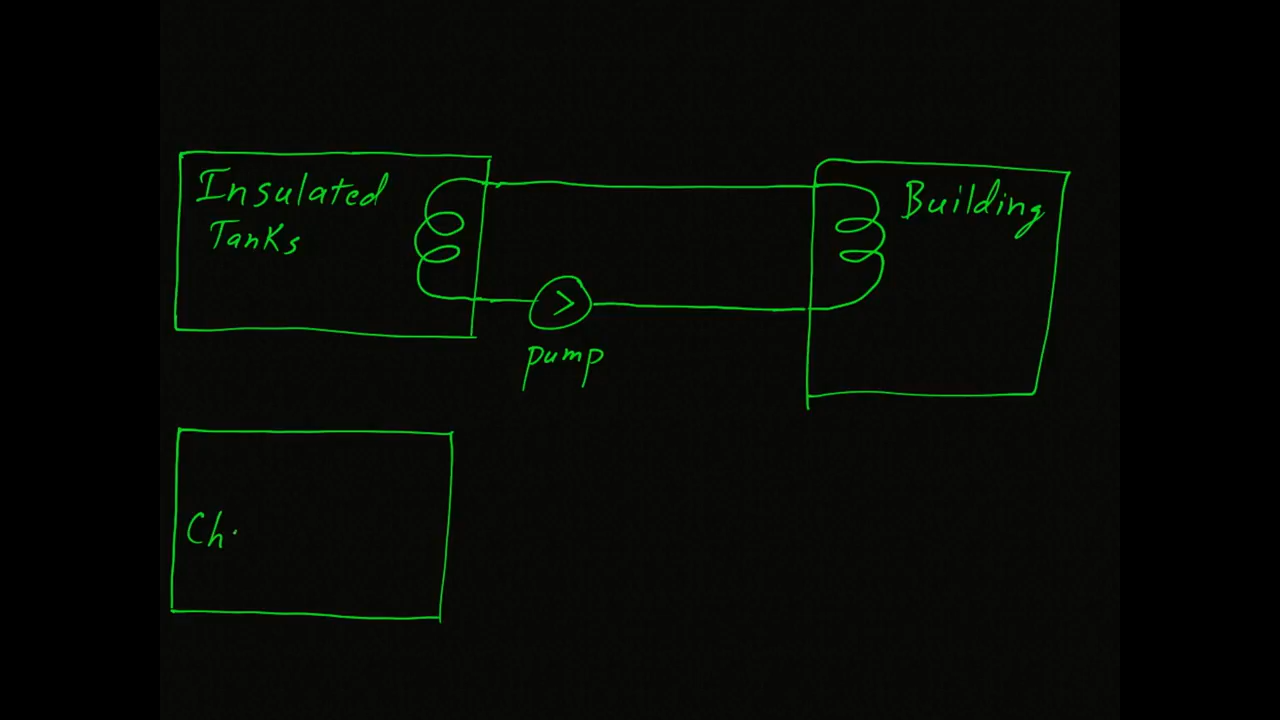 Insulated
Tanks
Building
>
pump
Ch